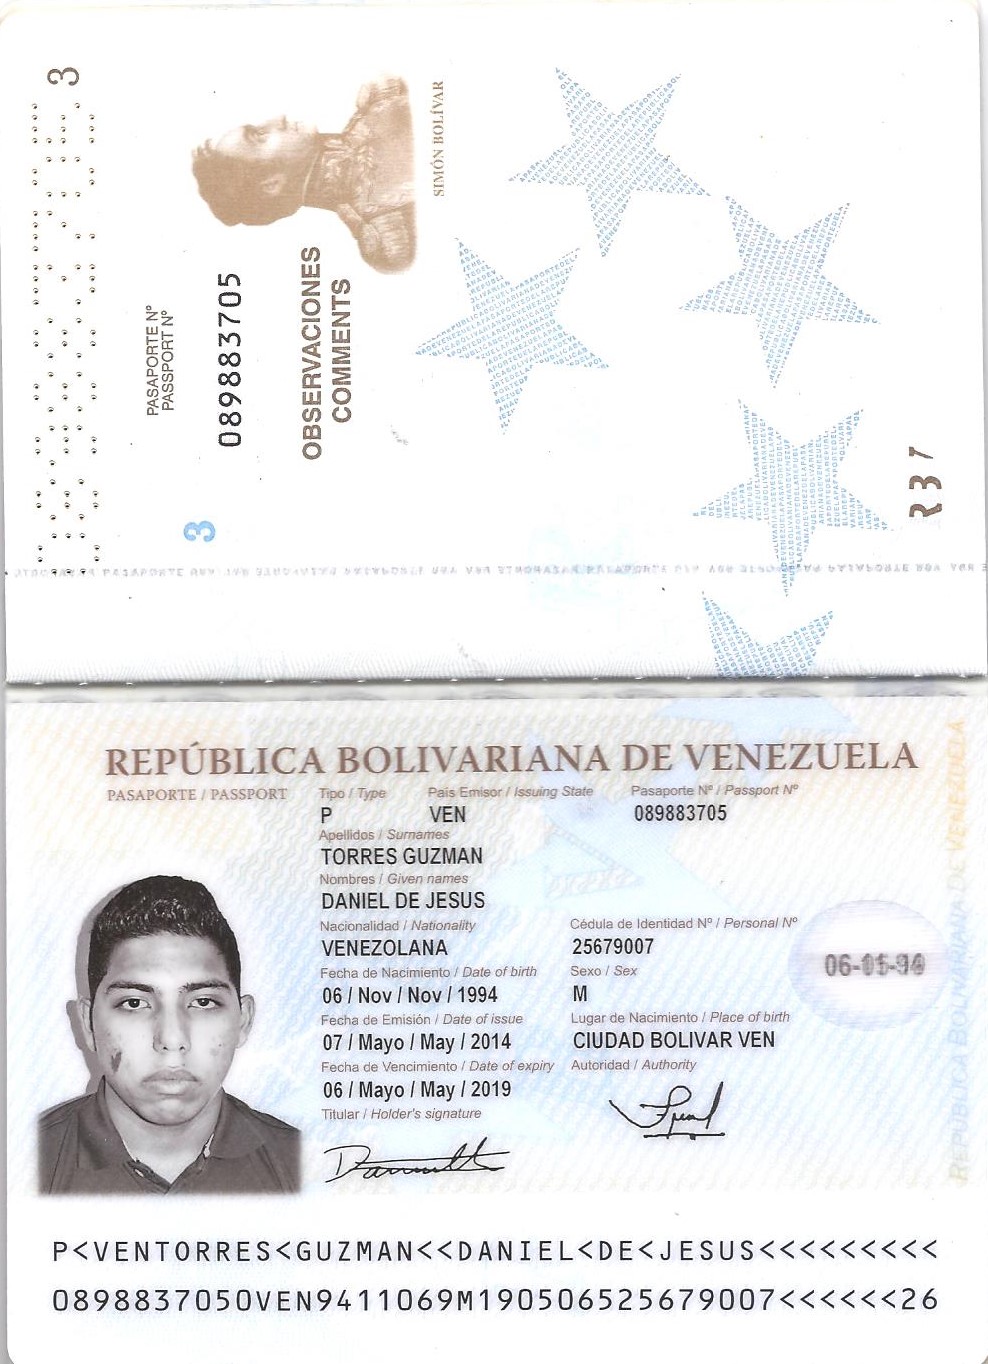 3
SIMÓN BOLÍVAR
PASAPORTE Nº
PASSPORT Nº
089883705
OBSERVACIONES
COMMENTS
3
R37
REPÚBLICA BOLIVARIANA DE VENEZUELA
PASAPORTE / PASSPORT
Tipo / Type
País Emisor / Issuing State
Pasaporte Nº / Passport Nº
P
VEN
089883705
Apellidos / Surnames
TORRES GUZMAN
Nombres / Given names
DANIEL DE JESUS
Nacionalidad / Nationality
Cédula de Identidad Nº / Personal Nº
VENEZOLANA
25679007
Fecha de Nacimiento / Date of birth
Sexo / Sex
06 / Nov / Nov / 1994
M
Fecha de Emisión / Date of issue
Lugar de Nacimiento / Place of birth
07 / Mayo / May / 2014
CIUDAD BOLIVAR VEN
Fecha de Vencimiento / Date of expiry
Autoridad / Authority
06 / Mayo / May / 2019
Titular / Holder's signature
REPÚBLICA BOLIVARIANA DE VENEZUELA
P<VENTORRES<GUZMAN<<DANIEL<DE<JESUS<<<<<<<<<
0898837050VEN9411069M190506525679007<<<<<<26